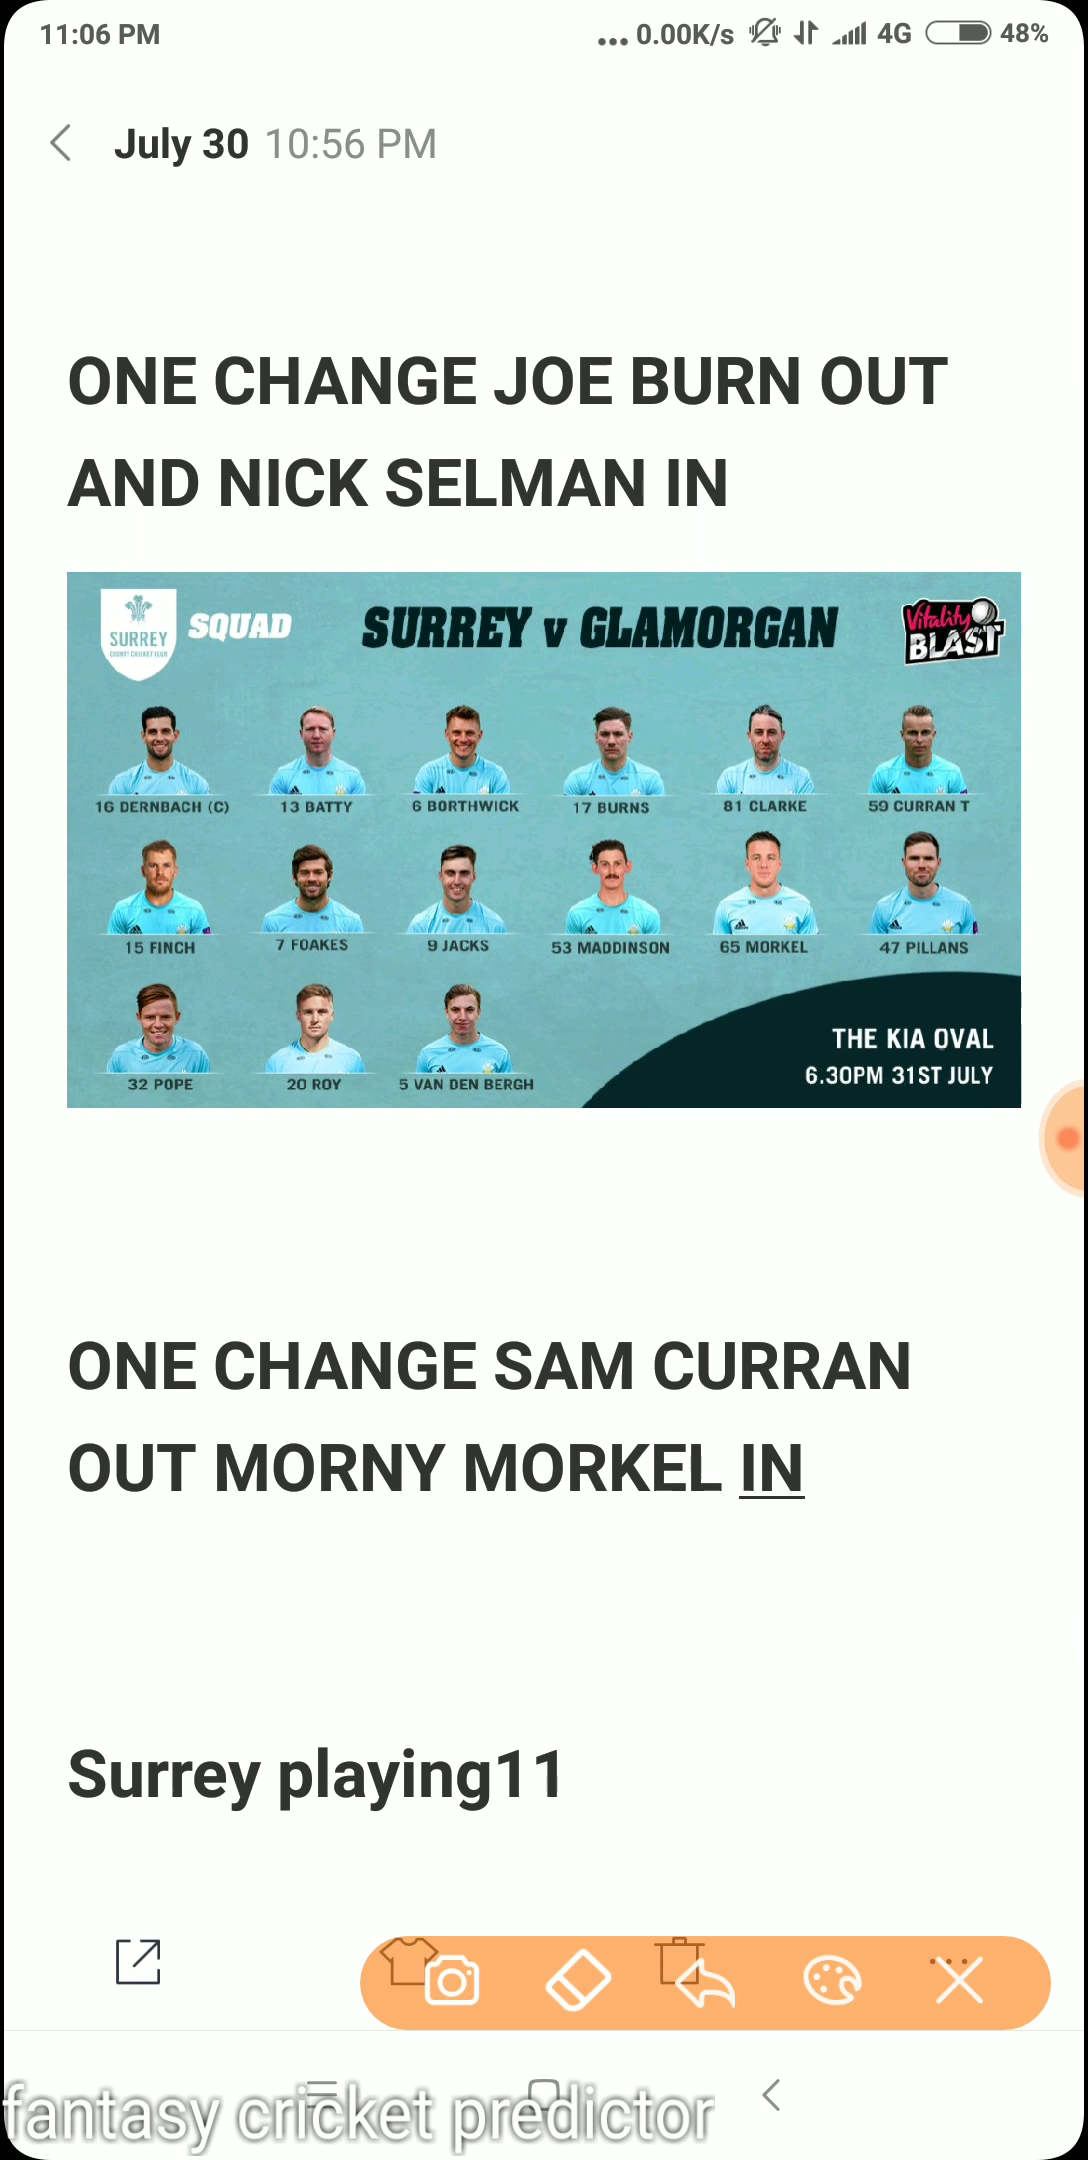 11:06 PM
... 0.00K/s 4G 48%
July 30 10:56 PM
ONE CHANGE JOE BURN OUT
AND NICK SELMAN IN
SURREY
COUNTY CRICKET CLUB
SQUAD
SURREY v GLAMORGAN
Vitality
BLAST
16 DERNBACH (C) 13 BATTY 6 BORTHWICK 17 BURNS 81 CLARKE 59 CURRAN T
15 FINCH 7 FOAKES 9 JACKS 53 MADDINSON 65 MORKEL 47 PILLANS
32 POPE 20 ROY 5 VAN DEN BERGH
THE KIA OVAL
6.30PM 31ST JULY
ONE CHANGE SAM CURRAN
OUT MORNY MORKEL IN
Surrey playing11
fantasy cricket predictor